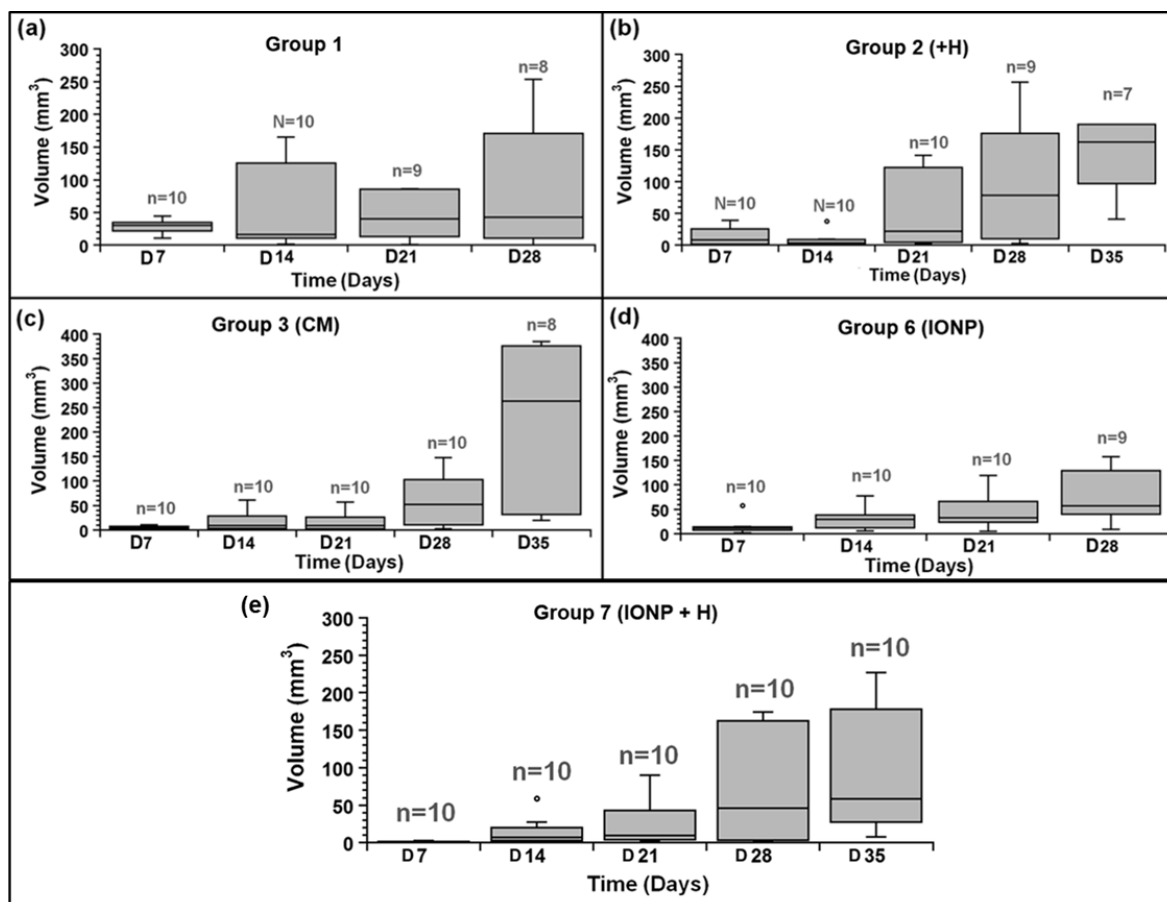 (a)
Group 1
Volume (mm³)
300
250
200
150
100
50
0
n=10
N=10
n=9
n=8
D7
D14
D21
D28
Time (Days)
(b)
Group 2 (+H)
Volume (mm³)
300
250
200
150
100
50
0
N=10
N=10
n=10
n=9
n=7
D7
D14
D21
D28
D35
Time (Days)
(c)
Group 3 (CM)
Volume (mm³)
400
350
300
250
200
150
100
50
0
n=10
n=10
n=10
n=10
n=8
D7
D14
D21
D28
D35
Time (Days)
(d)
Group 6 (IONP)
Volume (mm³)
400
350
300
250
200
150
100
50
0
n=10
n=10
n=10
n=9
D7
D14
D21
D28
Time (Days)
(e)
Group 7 (IONP + H)
Volume (mm³)
300
250
200
150
100
50
0
n=10
n=10
n=10
n=10
n=10
D7
D14
D21
D28
D35
Time (Days)